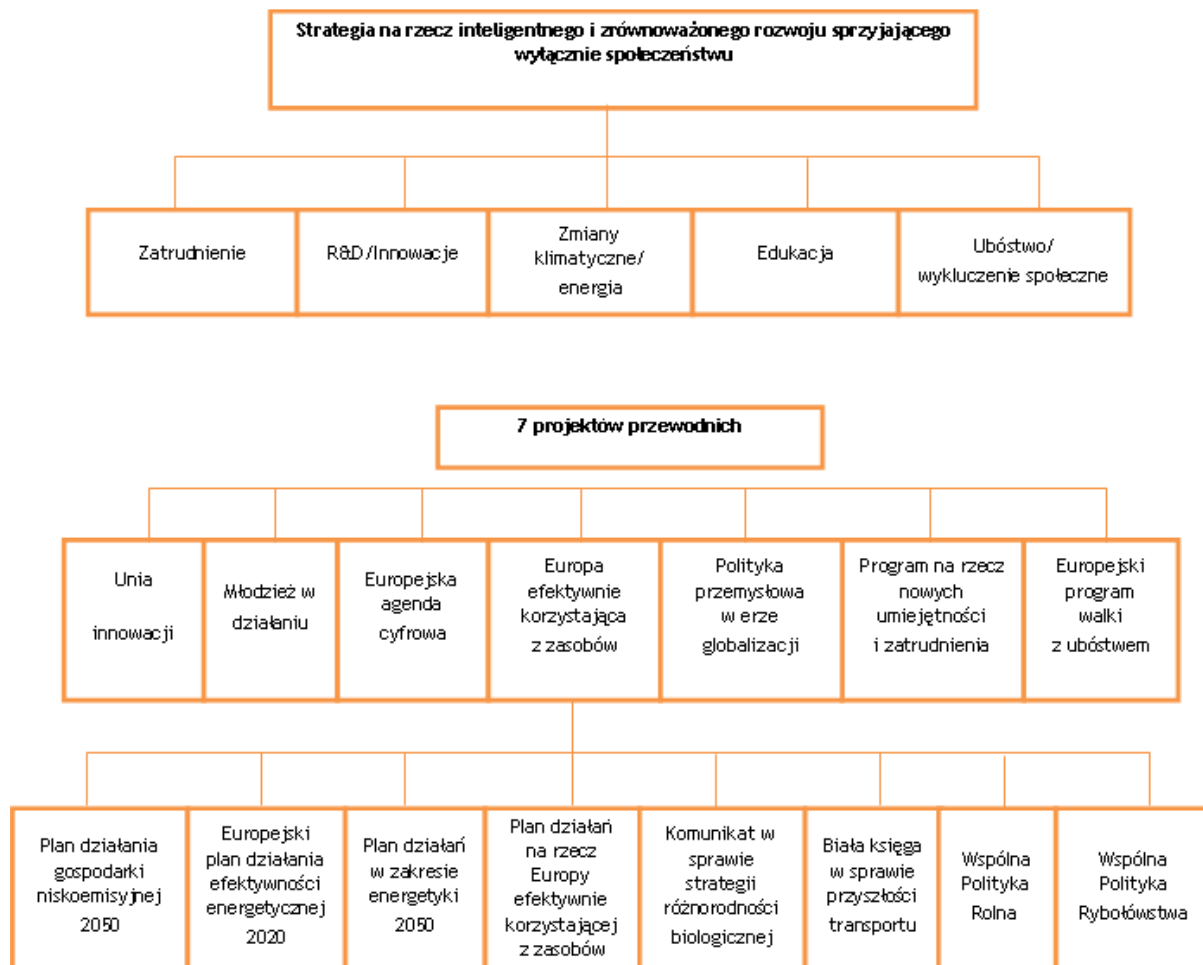 Strategia na rzecz inteligentnego i zrównoważonego rozwoju sprzyjającego
wyłącznie społeczeństwu
Zatrudnienie
R&D/Innowacje
Zmiany
klimatyczne/
energia
Edukacja
Ubóstwo/
wykluczenie społeczne
7 projektów przewodnich
Unia
innowacji
Młodzież w
działaniu
Europejska
agenda
cyfrowa
Europa
efektywnie
korzystająca
z zasobów
Polityka
przemysłowa
w erze
globalizacji
Program na rzecz
nowych
umiejętności
i zatrudnienia
Europejski
program
walki
z ubóstwem
Plan działania
gospodarki
niskoemisyjnej
2050
Europejski
plan działania
efektywności
energetycznej
2020
Plan działań
w zakresie
energetyki
2050
Plan działań
na rzecz
Europy
efektywnie
korzystającej
z zasobów
Komunikat w
sprawie
strategii
różnorodności
biologicznej
Biała księga
w sprawie
przyszłości
transportu
Wspólna
Polityka
Rolna
Wspólna
Polityka
Rybołówstwa